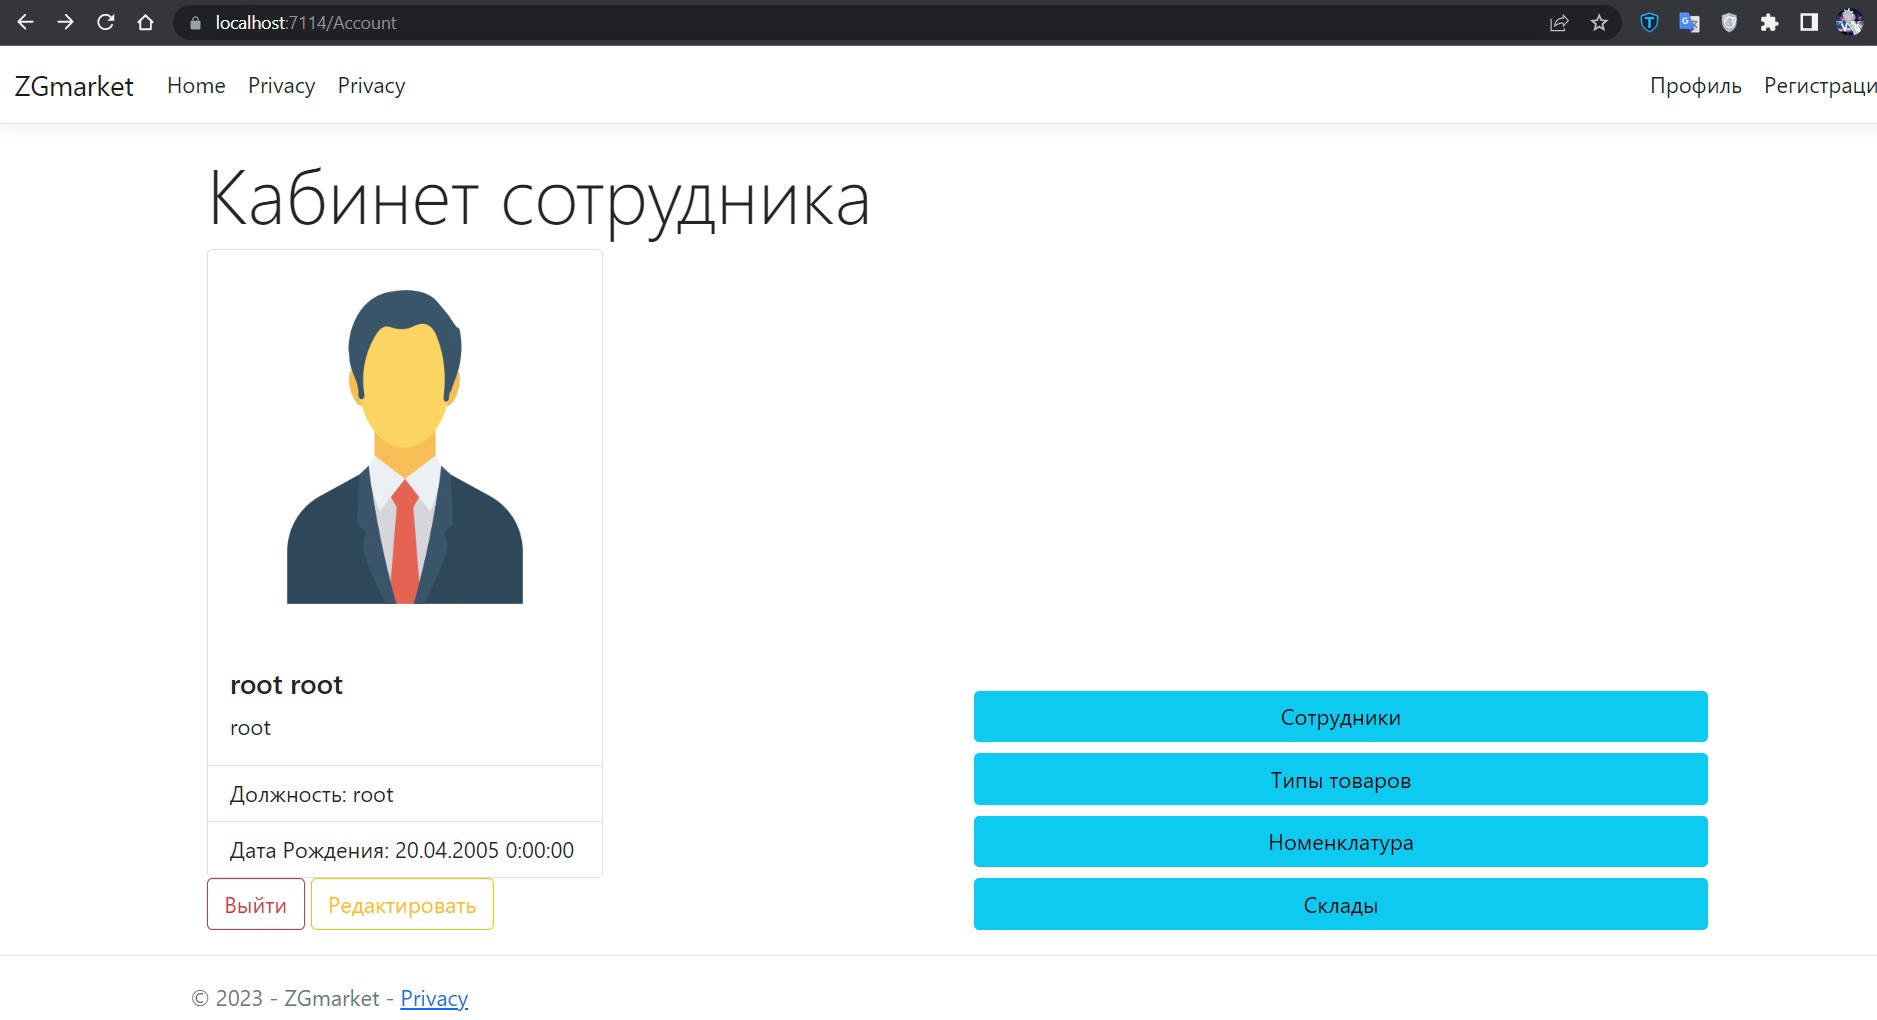 localhost:7114/Account
ZGmarket Home Privacy Privacy Профиль Регистраци
Кабинет сотрудника
root root
root
Должность: root
Дата Рождения: 20.04.2005 0:00:00
Выйти Редактировать
Сотрудники
Типы товаров
Номенклатура
Склады
© 2023 - ZGmarket - Privacy